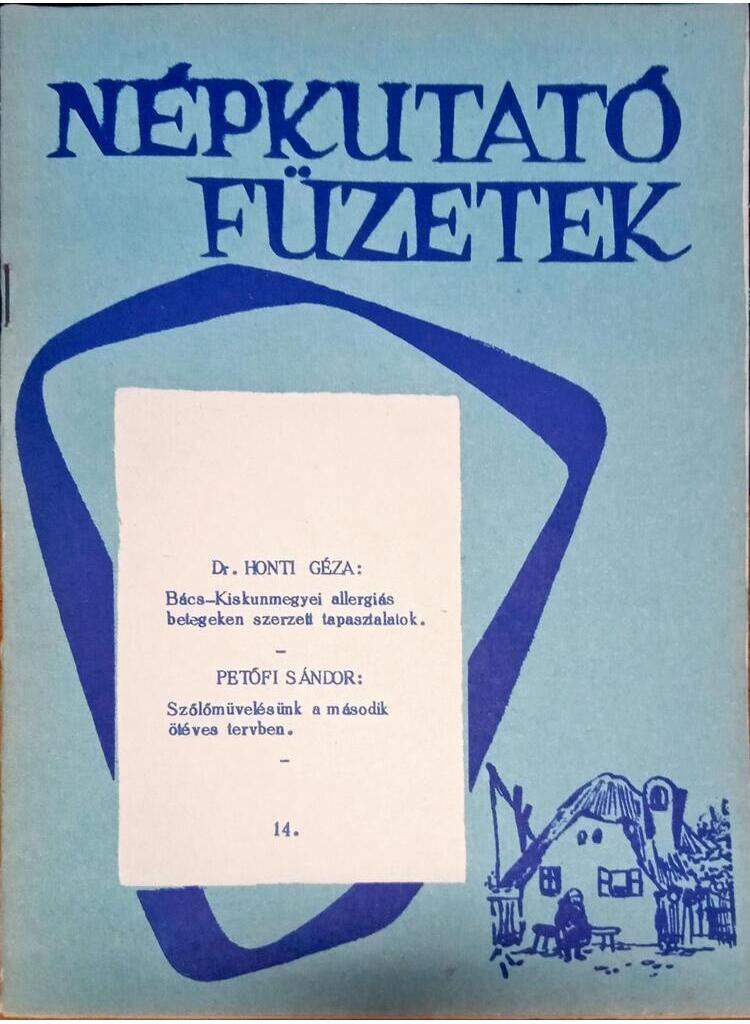 NÉPKUTATÓ
FÜZETEK
Dr. HONTI GÉZA:
Bács-Kiskunmegyei allergiás
betegeken szerzett tapasztalatok.
-
PETŐFI SÁNDOR:
Szőlőművelésünk a második
ötéves tervben.
-
14.